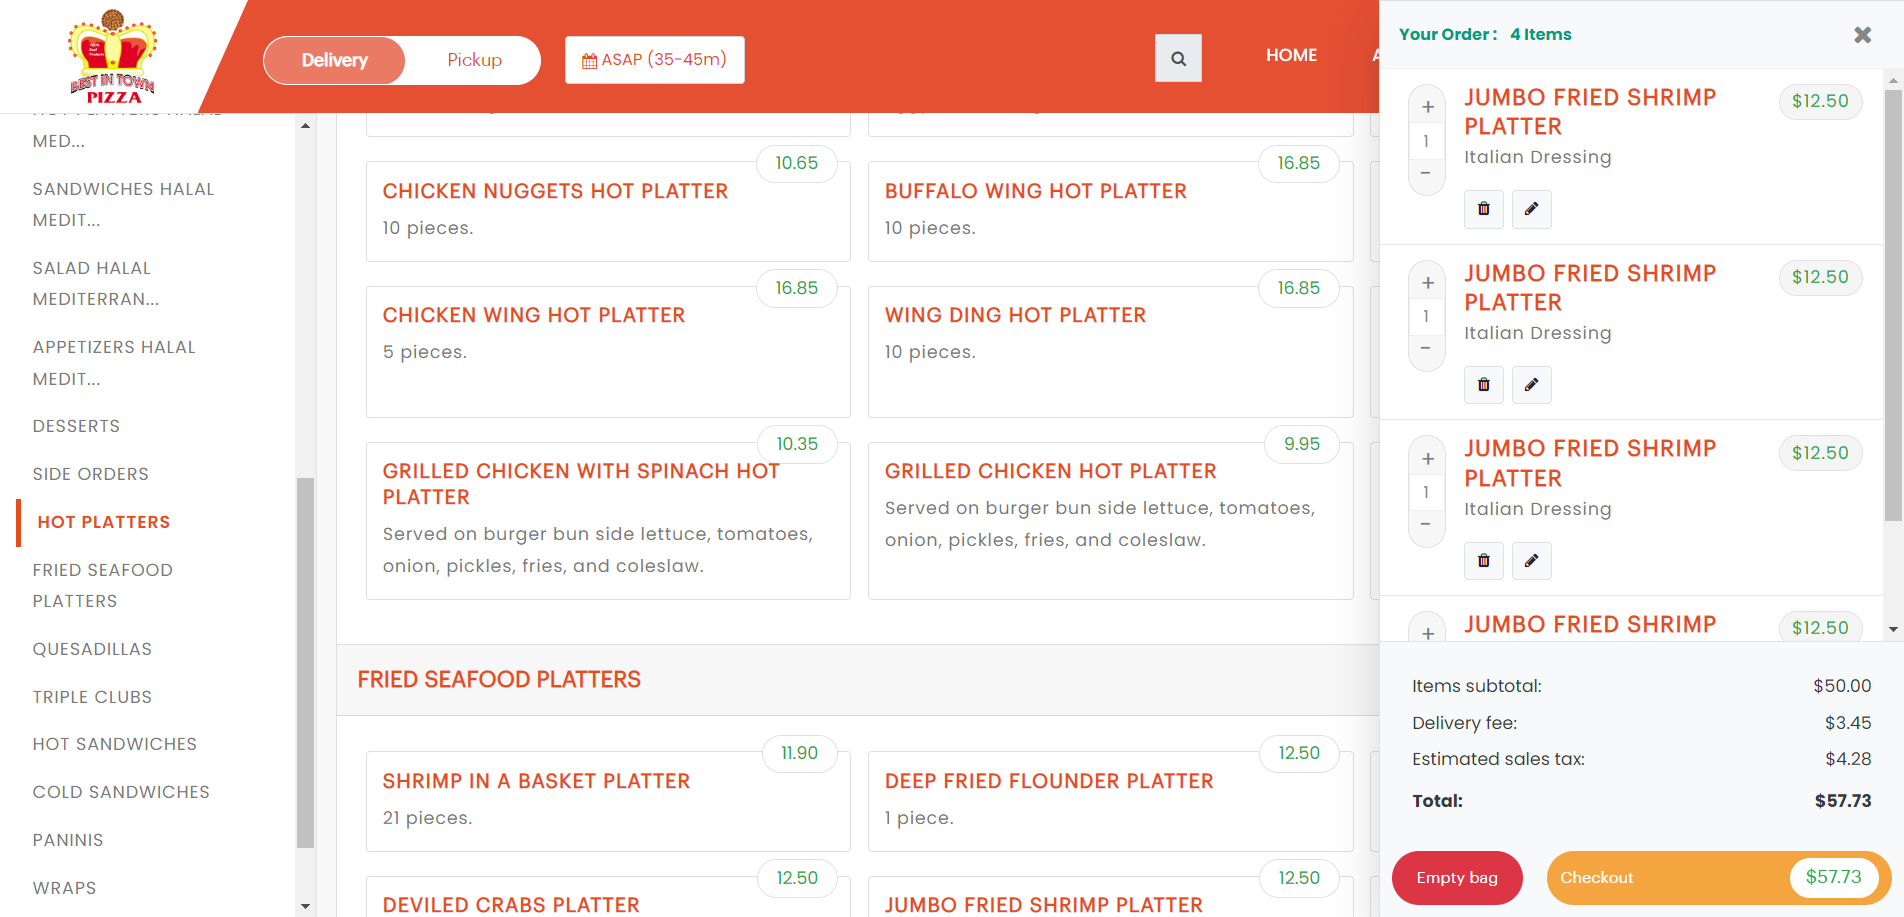 BEST IN TOWN
PIZZA
Delivery
Pickup
ASAP (35-45m)
HOME
Your Order : 4 Items
MED...
SANDWICHES HALAL
MEDIT...
SALAD HALAL
MEDITERRAN...
APPETIZERS HALAL
MEDIT...
DESSERTS
SIDE ORDERS
HOT PLATTERS
FRIED SEAFOOD
PLATTERS
QUESADILLAS
TRIPLE CLUBS
HOT SANDWICHES
COLD SANDWICHES
PANINIS
WRAPS
10.65
CHICKEN NUGGETS HOT PLATTER
10 pieces.
16.85
BUFFALO WING HOT PLATTER
10 pieces.
16.85
CHICKEN WING HOT PLATTER
5 pieces.
16.85
WING DING HOT PLATTER
10 pieces.
10.35
GRILLED CHICKEN WITH SPINACH HOT
PLATTER
Served on burger bun side lettuce, tomatoes,
onion, pickles, fries, and coleslaw.
9.95
GRILLED CHICKEN HOT PLATTER
Served on burger bun side lettuce, tomatoes,
onion, pickles, fries, and coleslaw.
FRIED SEAFOOD PLATTERS
11.90
SHRIMP IN A BASKET PLATTER
21 pieces.
12.50
DEEP FRIED FLOUNDER PLATTER
1 piece.
12.50
DEVILED CRABS PLATTER
12.50
JUMBO FRIED SHRIMP PLATTER
+
1
−
JUMBO FRIED SHRIMP
PLATTER
Italian Dressing
$12.50
+
1
−
JUMBO FRIED SHRIMP
PLATTER
Italian Dressing
$12.50
+
1
−
JUMBO FRIED SHRIMP
PLATTER
Italian Dressing
$12.50
+
JUMBO FRIED SHRIMP
$12.50
Items subtotal: $50.00
Delivery fee: $3.45
Estimated sales tax: $4.28
Total: $57.73
Empty bag
Checkout $57.73